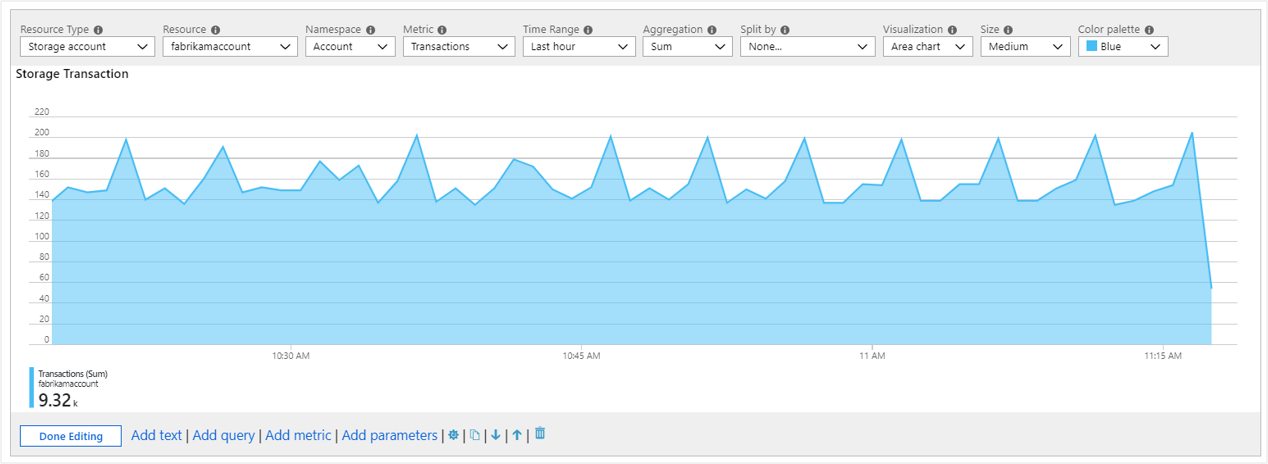 Resource Type Resource Namespace Metric Time Range Aggregation Split by Visualization Size Color palette
Storage account fabrikamaccount Account Transactions Last hour Sum None... Area chart Medium Blue
Storage Transaction
220
200
180
160
140
120
100
80
60
40
20
0
10:30 AM 10:45 AM 11 AM 11:15 AM
Transactions (Sum)
fabrikamaccount
9.32 k
Done Editing Add text | Add query | Add metric | Add parameters | | | | |